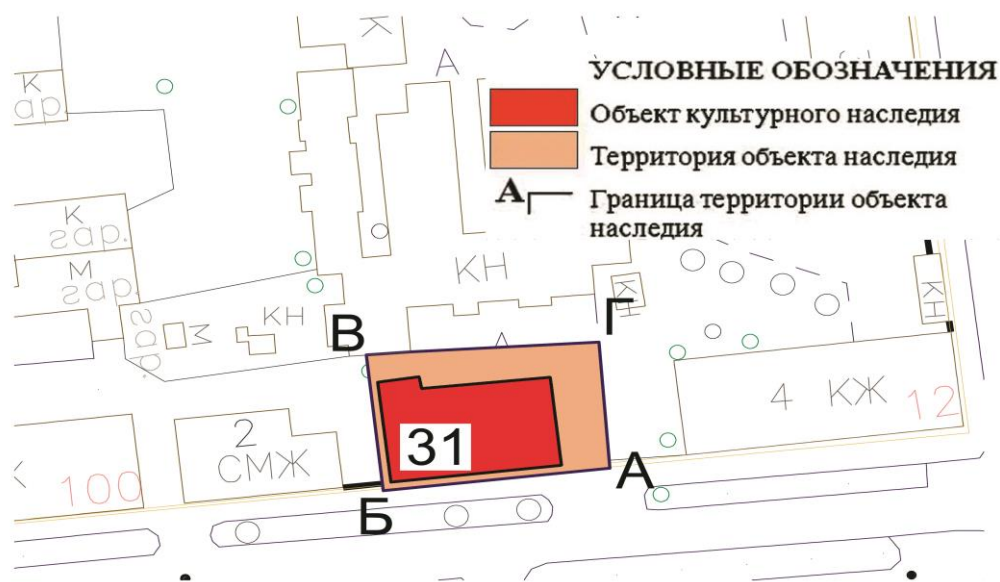 К
К
А
ар.
УСЛОВНЫЕ ОБОЗНАЧЕНИЯ
Объект культурного наследия
Территория объекта наследия
А
Граница территории объекта
наследия
К
гар.
КН
М
гар.
КН
КН
гар.
М
КН
В
Г
4 КЖ
12
2
СМЖ
31
К
100
А
Б